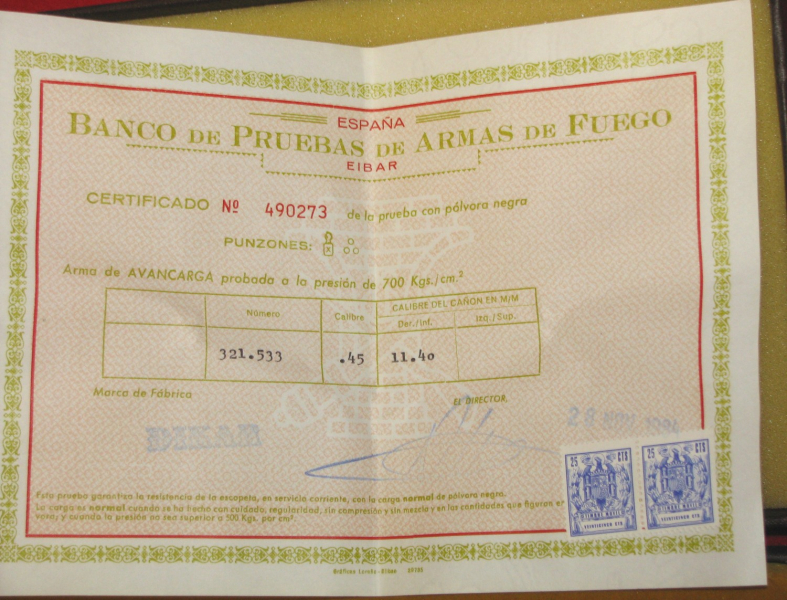 ESPAÑA
BANCO DE PRUEBAS DE ARMAS DE FUEGO
EIBAR
CERTIFICADO Nº 490273 de la prueba con pólvora negra
PUNZONES:
Arma de AVANCARGA probada a la presión de 700 Kgs./cm.²
Número Calibre CALIBRE DEL CAÑON EN M/M
Der./Inf. Izq./Sup.
321.533 .45 11.40
Marca de Fábrica
EL DIRECTOR,
Esta prueba garantiza la resistencia de la escopeta, en servicio corriente, con la carga normal de pólvora negra.
La carga es normal cuando se ha hecho con cuidado, regularidad, sin compresión y sin mezcla y en las cantidades que figuran en
y cuando la presión no sea superior a 500 Kgs. por cm².
25 CTS 25 CTS